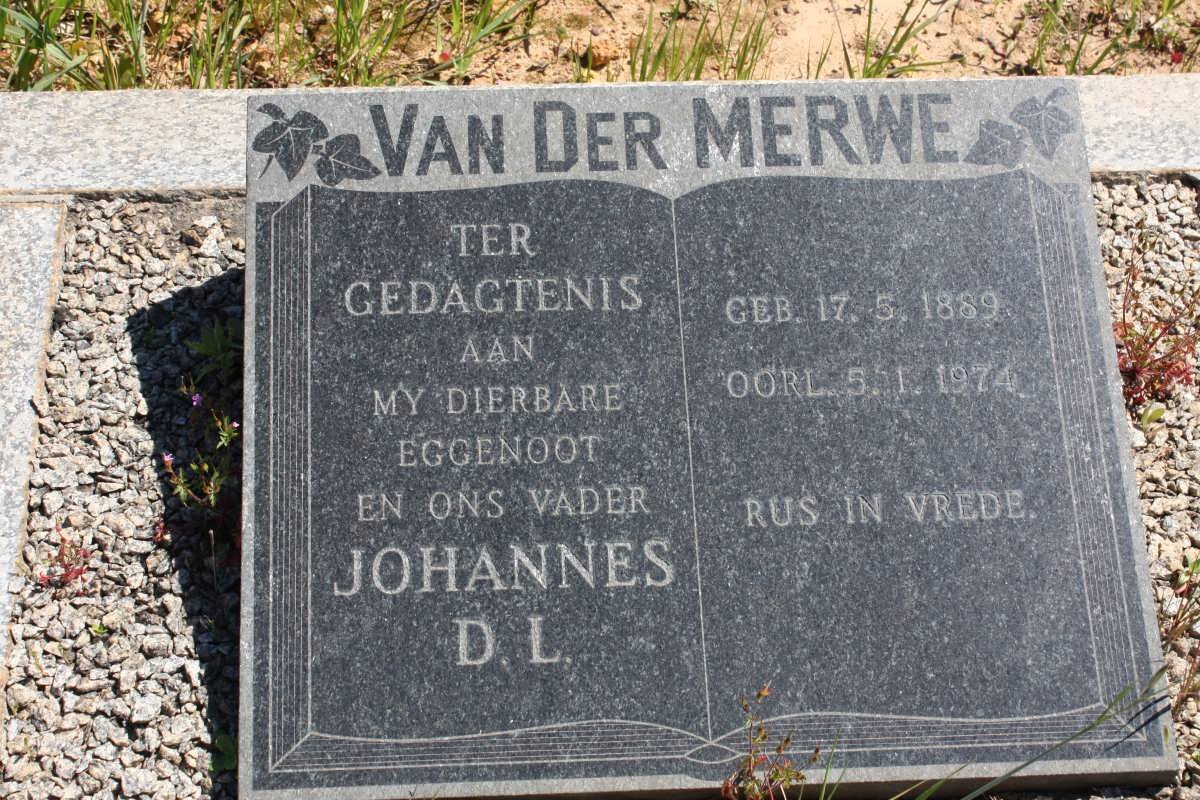 VAN DER MERWE
TER
GEDAGTENIS
AAN
MY DIERBARE
EGGENOOT
EN ONS VADER
JOHANNES
D. L.
GEB. 17. 5. 1889.
OORL. 5. 1. 1974.
RUS IN VREDE.